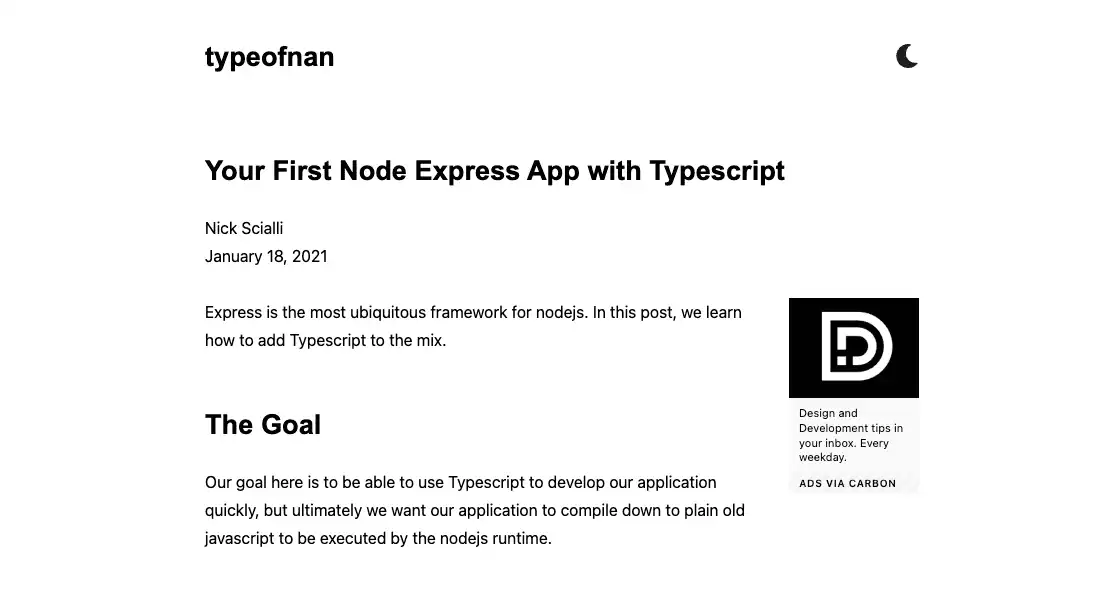 typeofnan
Your First Node Express App with Typescript
Nick Scialli
January 18, 2021
Express is the most ubiquitous framework for nodejs. In this post, we learn
how to add Typescript to the mix.
The Goal
Our goal here is to be able to use Typescript to develop our application
quickly, but ultimately we want our application to compile down to plain old
javascript to be executed by the nodejs runtime.
Design and
Development tips in
your inbox. Every
weekday.
ADS VIA CARBON